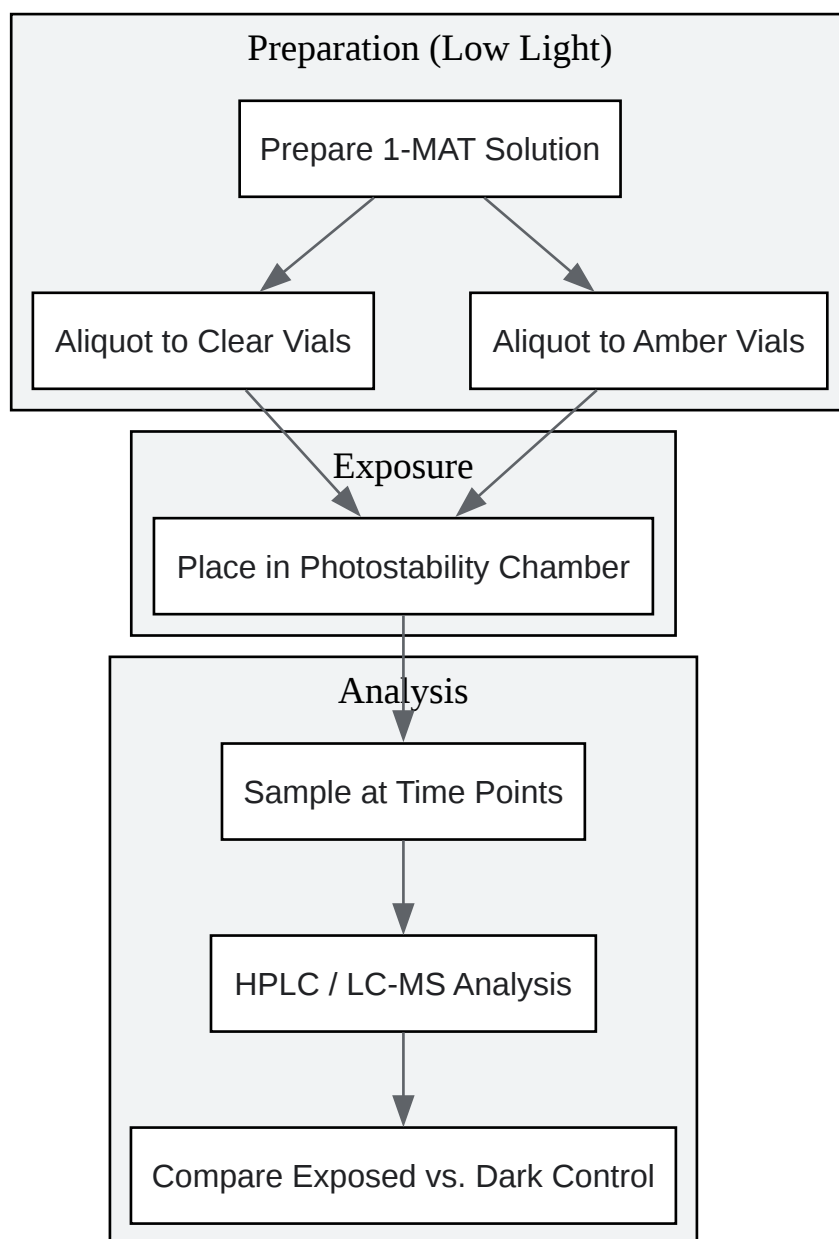 Preparation (Low Light)
Prepare 1-MAT Solution
Aliquot to Clear Vials
Aliquot to Amber Vials
Exposure
Place in Photostability Chamber
Analysis
Sample at Time Points
HPLC / LC-MS Analysis
Compare Exposed vs. Dark Control